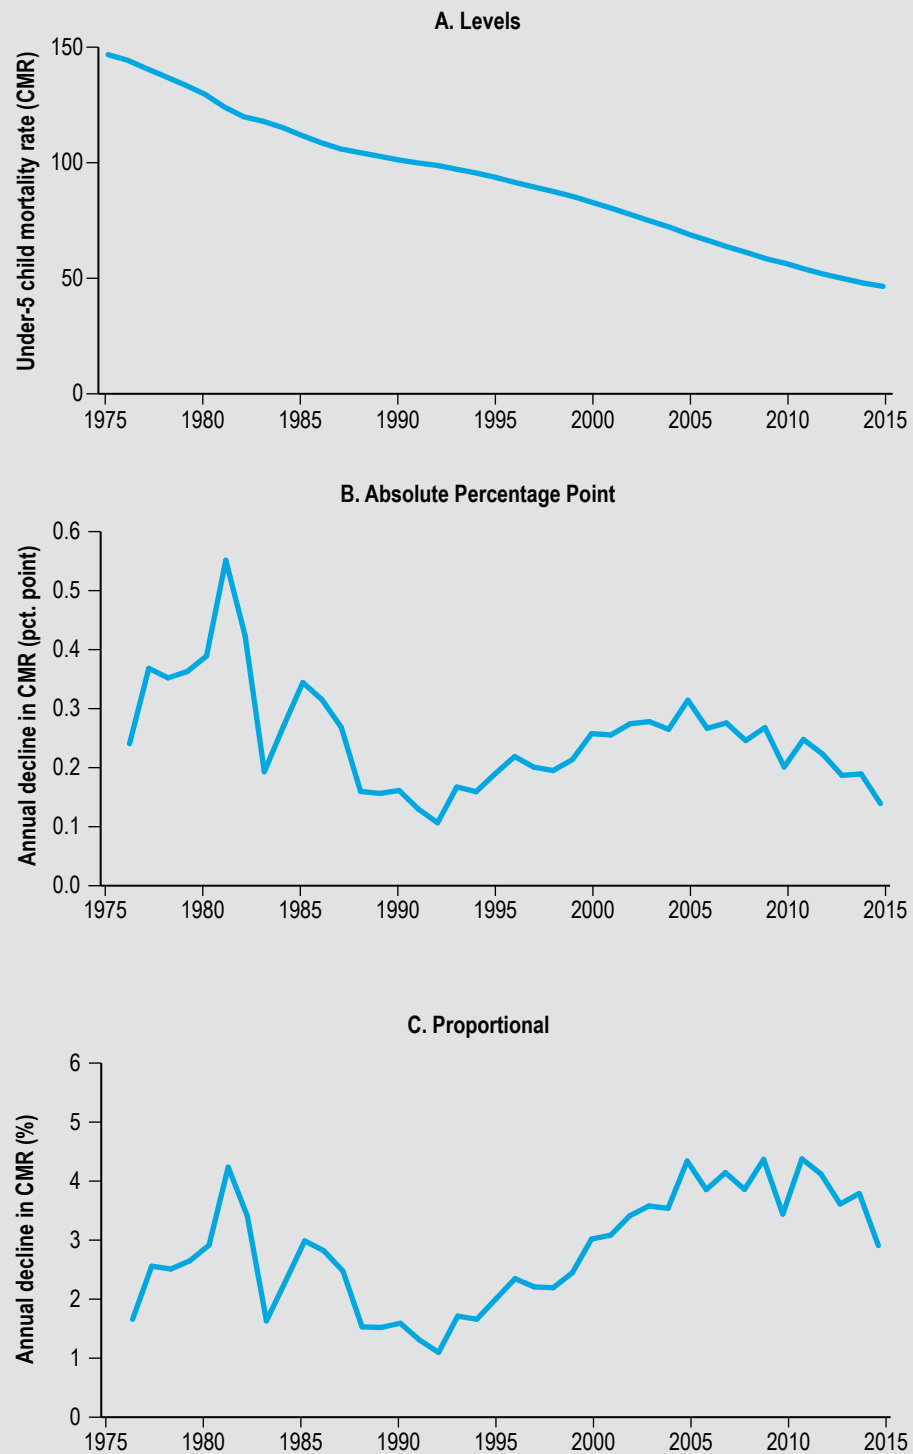 A. Levels
Under-5 child mortality rate (CMR)
150
100
50
0
1975 1980 1985 1990 1995 2000 2005 2010 2015
B. Absolute Percentage Point
Annual decline in CMR (pct. point)
0.6
0.5
0.4
0.3
0.2
0.1
0.0
1975 1980 1985 1990 1995 2000 2005 2010 2015
C. Proportional
Annual decline in CMR (%)
6
5
4
3
2
1
0
1975 1980 1985 1990 1995 2000 2005 2010 2015